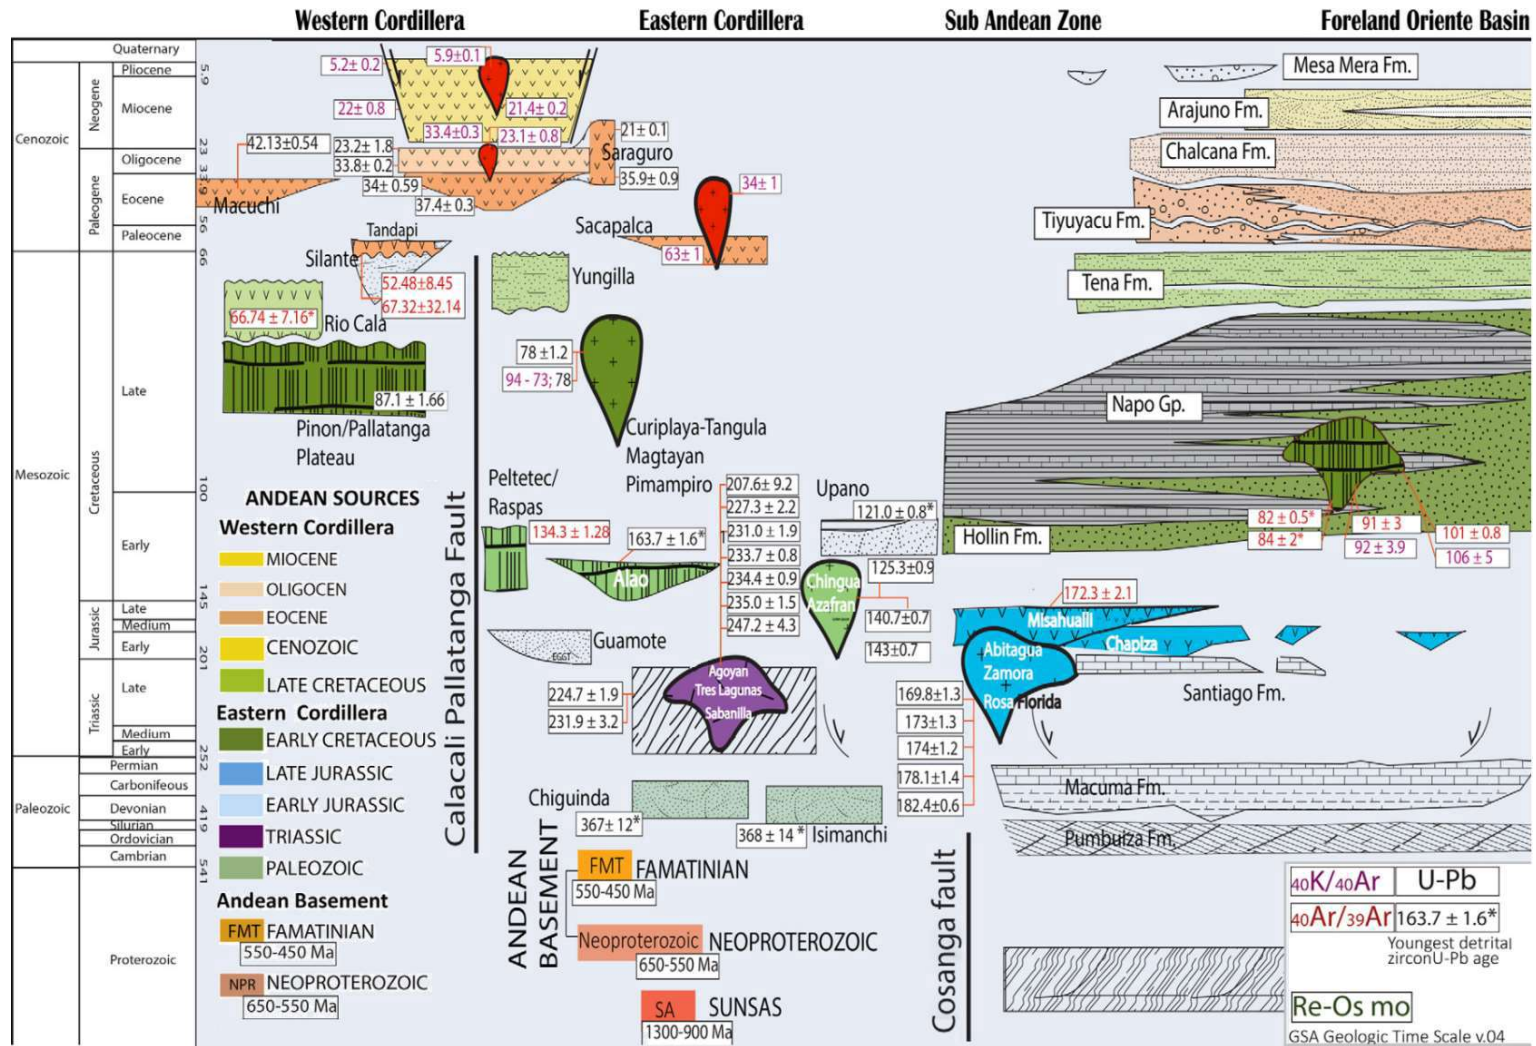 Western Cordillera
Eastern Cordillera
Sub Andean Zone
Foreland Oriente Basin
Cenozoic
Mesozoic
Paleozoic
Neogene
Paleogene
Cretaceous
Jurassic
Triassic
Quaternary
Pliocene
Miocene
Oligocene
Eocene
Paleocene
Late
Early
Late
Medium
Early
Late
Medium
Early
Permian
Carbonifeous
Devonian
Silurian
Ordovician
Cambrian
Proterozoic
5.9
23
33.9
56
66
100
145
201
252
419
541
5.2± 0.2
5.9±0.1
22± 0.8
21.4± 0.2
33.4±0.3
23.1± 0.8
42.13±0.54
23.2± 1.8
33.8± 0.2
34± 0.59
37.4± 0.3
21± 0.1
Saraguro
35.9± 0.9
Macuchi
Tandapi
Silante
52.48±8.45
67.32±32.14
66.74 ± 7.16*
Rio Cala
87.1 ± 1.66
Pinon/Pallatanga
Plateau
Sacapalca
34± 1
63± 1
Yungilla
78 ±1.2
94 - 73; 78
Curiplaya-Tangula
Magtayan
Pimampiro
Peltetec/
Raspas
134.3 ± 1.28
163.7 ± 1.6*
Alao
207.6± 9.2
227.3 ± 2.2
231.0 ± 1.9
233.7 ± 0.8
234.4 ± 0.9
235.0 ± 1.5
247.2 ± 4.3
T
Upano
121.0 ± 0.8*
125.3±0.9
Chingua
Azafran
140.7±0.7
143±0.7
Guamote
EGGT
Agoyan
Tres Lagunas
Sabanilla
224.7 ± 1.9
231.9 ± 3.2
Chiguinda
367± 12*
368± 14 *
Isimanchi
Calacali Pallatanga Fault
Cosanga fault
Mesa Mera Fm.
Arajuno Fm.
Chalcana Fm.
Tiyuyacu Fm.
Tena Fm.
Napo Gp.
Hollin Fm.
82 ± 0.5*
84 ± 2*
91 ± 3
92 ± 3.9
101 ± 0.8
106 ± 5
172.3 ± 2.1
Misahualli
Chapiza
Abitagua
Zamora
Rosa Florida
Santiago Fm.
169.8±1.3
173±1.3
174±1.2
178.1±1.4
182.4±0.6
Macuma Fm.
Pumbuiza Fm.
ANDEAN SOURCES
Western Cordillera
MIOCENE
OLIGOCEN
EOCENE
CENOZOIC
LATE CRETACEOUS
Eastern Cordillera
EARLY CRETACEOUS
LATE JURASSIC
EARLY JURASSIC
TRIASSIC
PALEOZOIC
Andean Basement
FMT FAMATINIAN
550-450 Ma
NPR NEOPROTEROZOIC
650-550 Ma
ANDEAN
BASEMENT
FMT FAMATINIAN
550-450 Ma
Neoproterozoic NEOPROTEROZOIC
650-550 Ma
SA SUNSAS
1300-900 Ma
40K/40Ar U-Pb
40Ar/39Ar 163.7 ± 1.6*
Youngest detrital
zirconU-Pb age
Re-Os mo
GSA Geologic Time Scale v.04